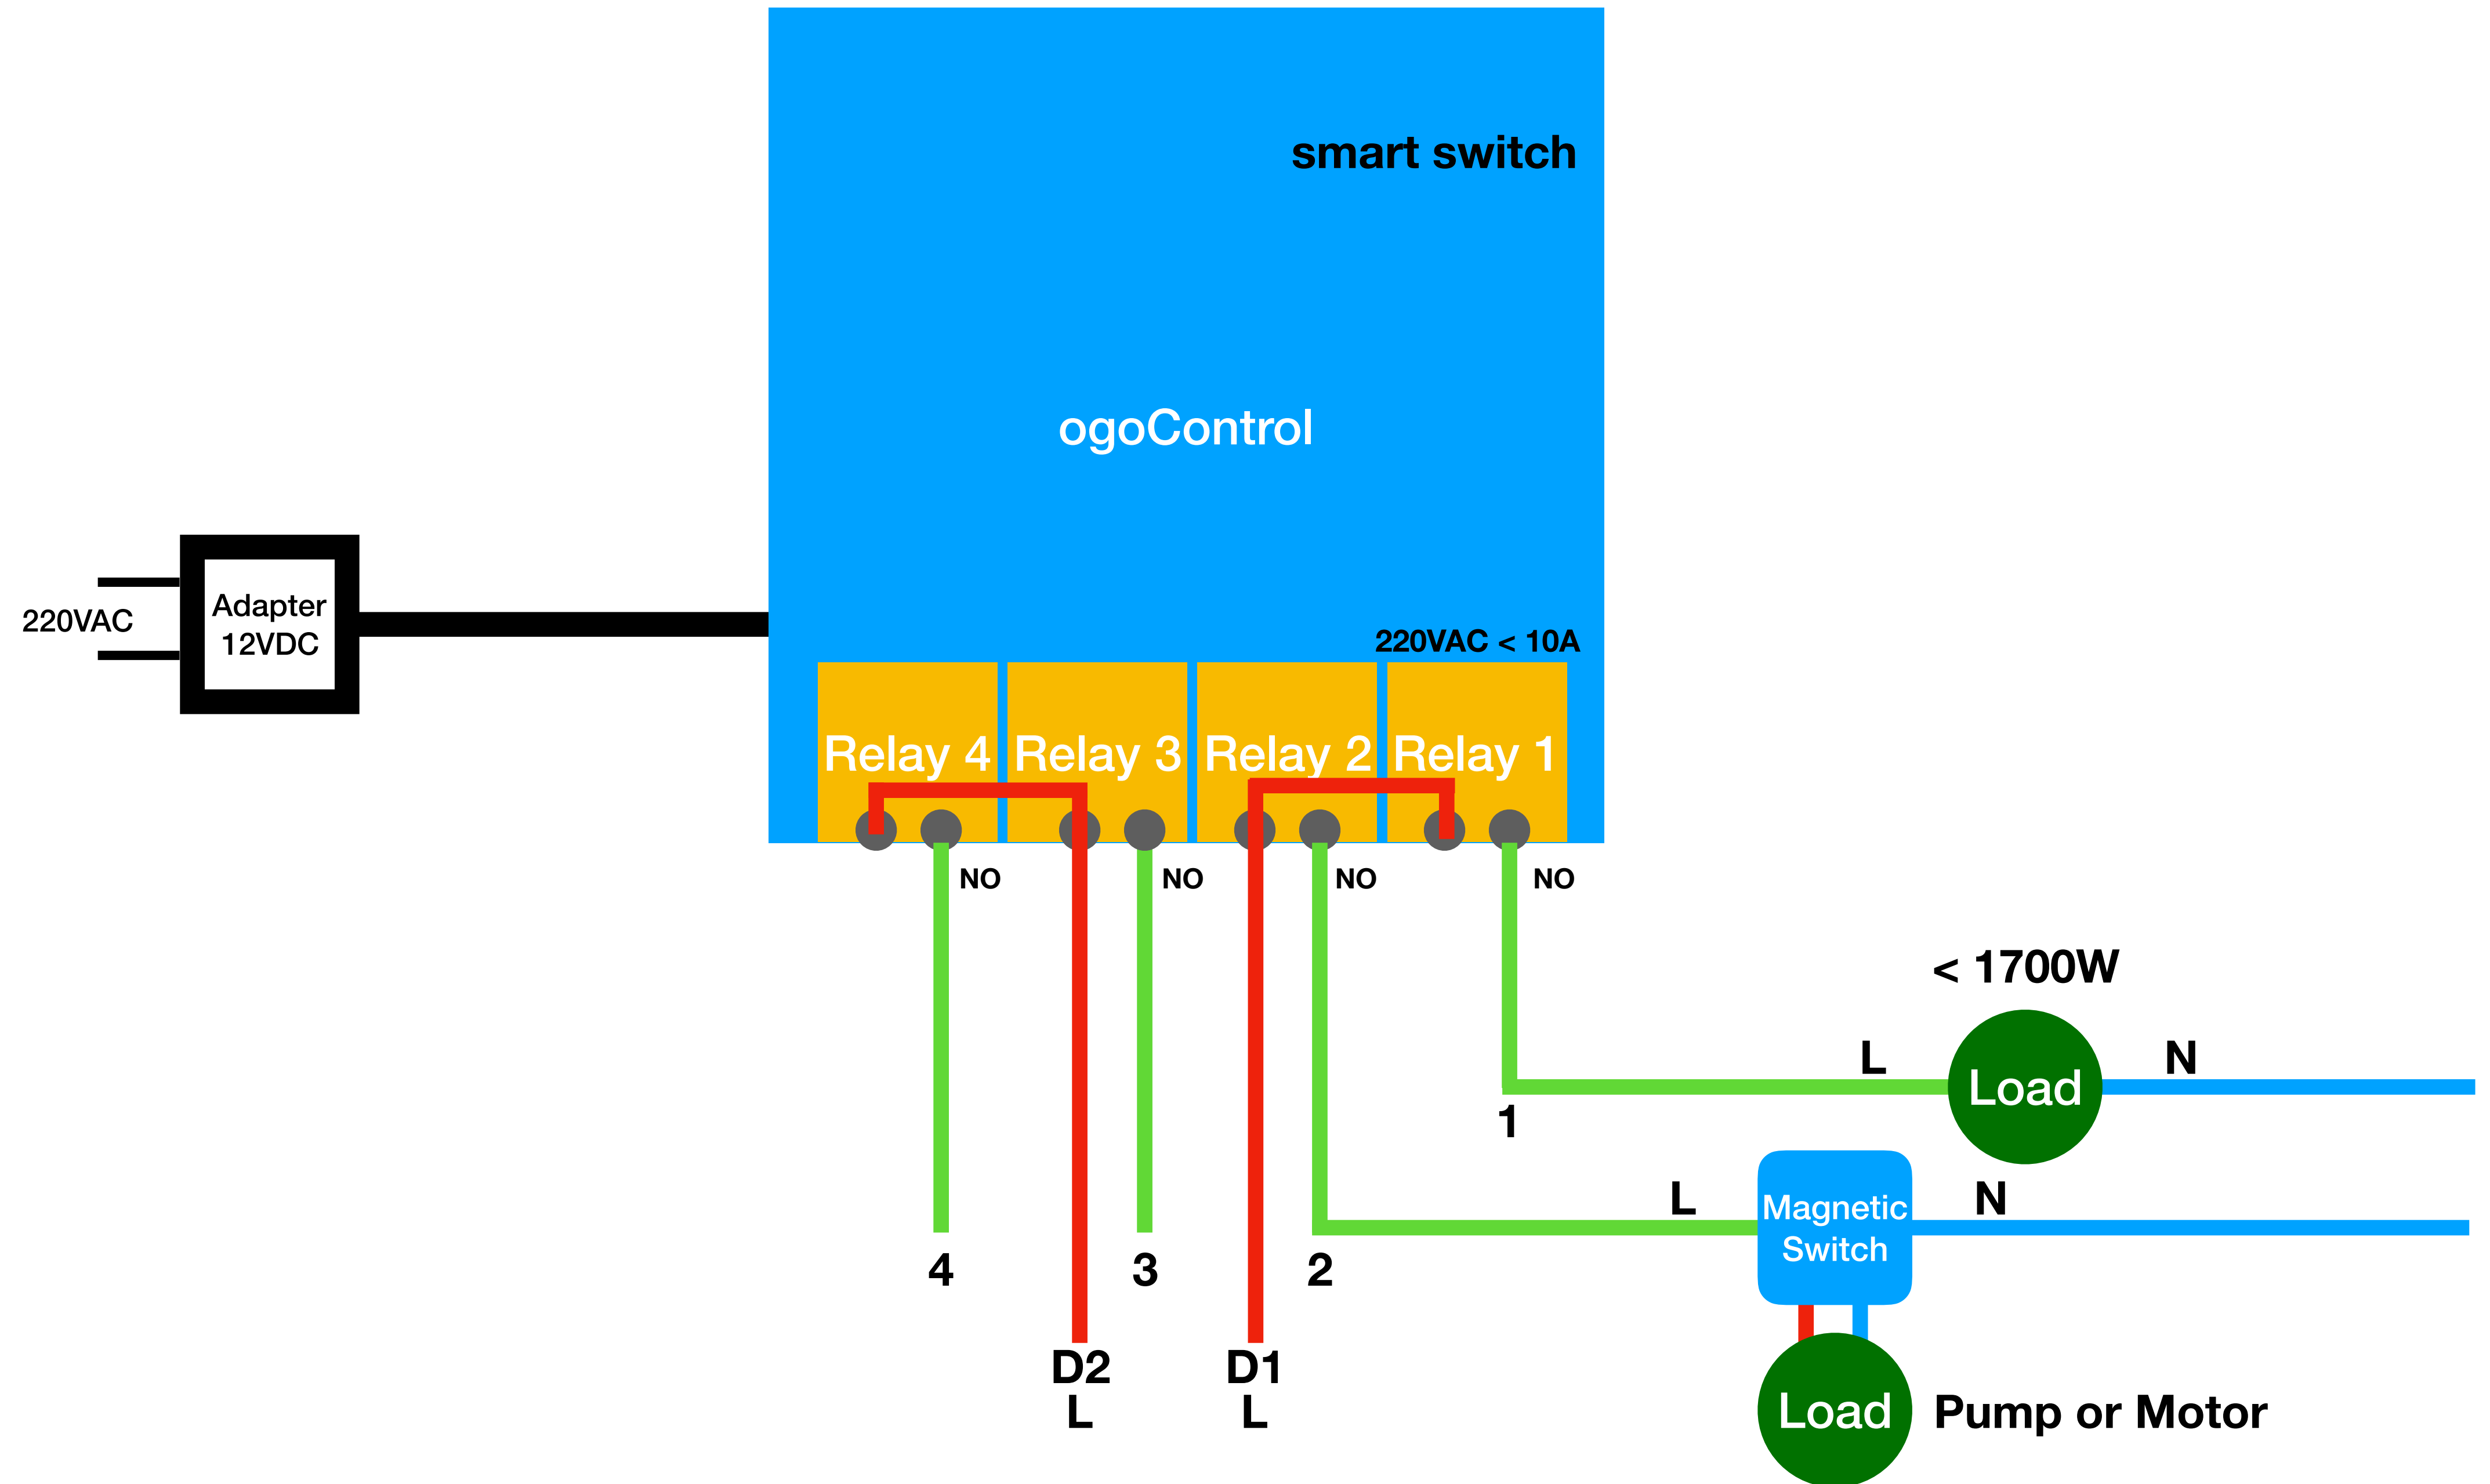 smart switch
ogoControl
220VAC
Adapter
12VDC
220VAC < 10A
Relay 4
Relay 3
Relay 2
Relay 1
NO
NO
NO
NO
< 1700W
L
Load
N
1
L
Magnetic
Switch
N
4
3
2
D2
L
D1
L
Load
Pump or Motor